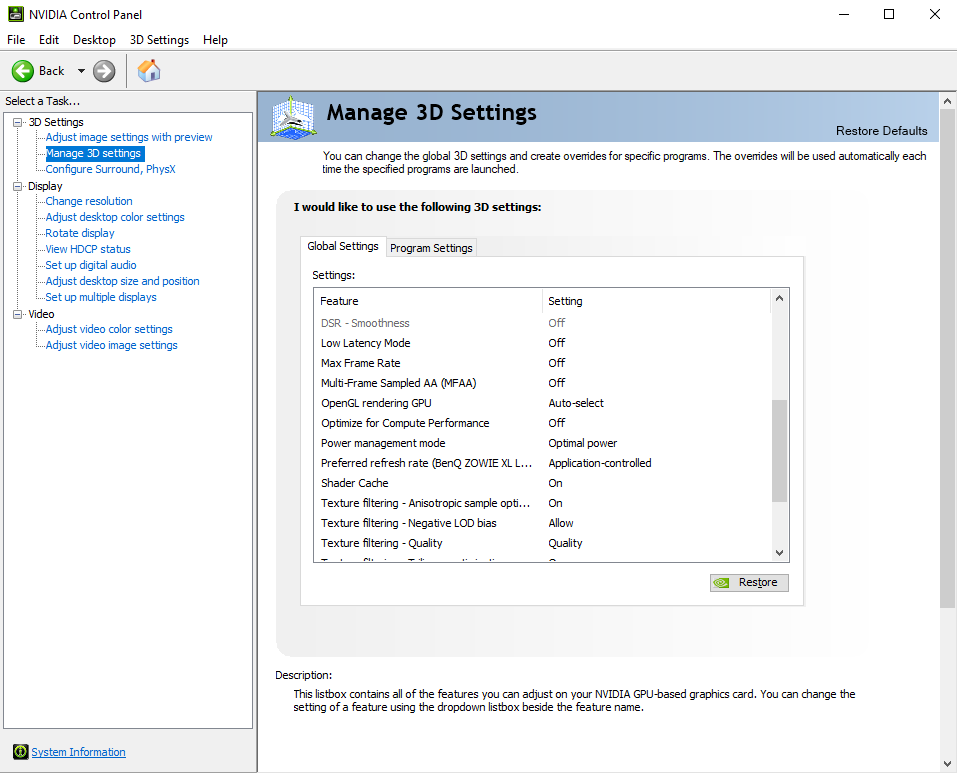 NVIDIA Control Panel
File Edit Desktop 3D Settings Help
Back
Select a Task...
3D Settings
Adjust image settings with preview
Manage 3D settings
Configure Surround, PhysX
Display
Change resolution
Adjust desktop color settings
Rotate display
View HDCP status
Set up digital audio
Adjust desktop size and position
Set up multiple displays
Video
Adjust video color settings
Adjust video image settings
System Information
Manage 3D Settings
Restore Defaults
You can change the global 3D settings and create overrides for specific programs. The overrides will be used automatically each
time the specified programs are launched.
I would like to use the following 3D settings:
Global Settings Program Settings
Settings:
Feature Setting
DSR - Smoothness Off
Low Latency Mode Off
Max Frame Rate Off
Multi-Frame Sampled AA (MFAA) Off
OpenGL rendering GPU Auto-select
Optimize for Compute Performance Off
Power management mode Optimal power
Preferred refresh rate (BenQ ZOWIE XL L... Application-controlled
Shader Cache On
Texture filtering - Anisotropic sample opti... On
Texture filtering - Negative LOD bias Allow
Texture filtering - Quality Quality
Restore
Description:
This listbox contains all of the features you can adjust on your NVIDIA GPU-based graphics card. You can change the
setting of a feature using the dropdown listbox beside the feature name.